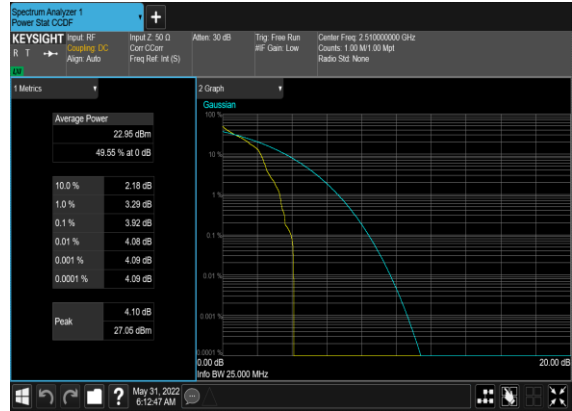 Spectrum Analyzer 1
Power Stat CCDF
KEYSIGHT
R T
LV
Input: RF
Coupling: DC
Align: Auto
Input Z: 50 Ω
Corr CCorr
Freq Ref: Int (S)
Atten: 30 dB
Trig: Free Run
#IF Gain: Low
Center Freq: 2.510000000 GHz
Counts: 1.00 M/1.00 Mpt
Radio Std: None
1 Metrics
Average Power
22.95 dBm
49.55 % at 0 dB
10.0 % 2.18 dB
1.0 % 3.29 dB
0.1 % 3.92 dB
0.01 % 4.08 dB
0.001 % 4.09 dB
0.0001 % 4.09 dB
Peak 4.10 dB
27.05 dBm
2 Graph
Gaussian
100 %
10 %
1 %
0.1 %
0.01 %
0.001 %
0.0001 %
0.00 dB
20.00 dB
Info BW 25.000 MHz
?
May 31, 2022
6:12:47 AM